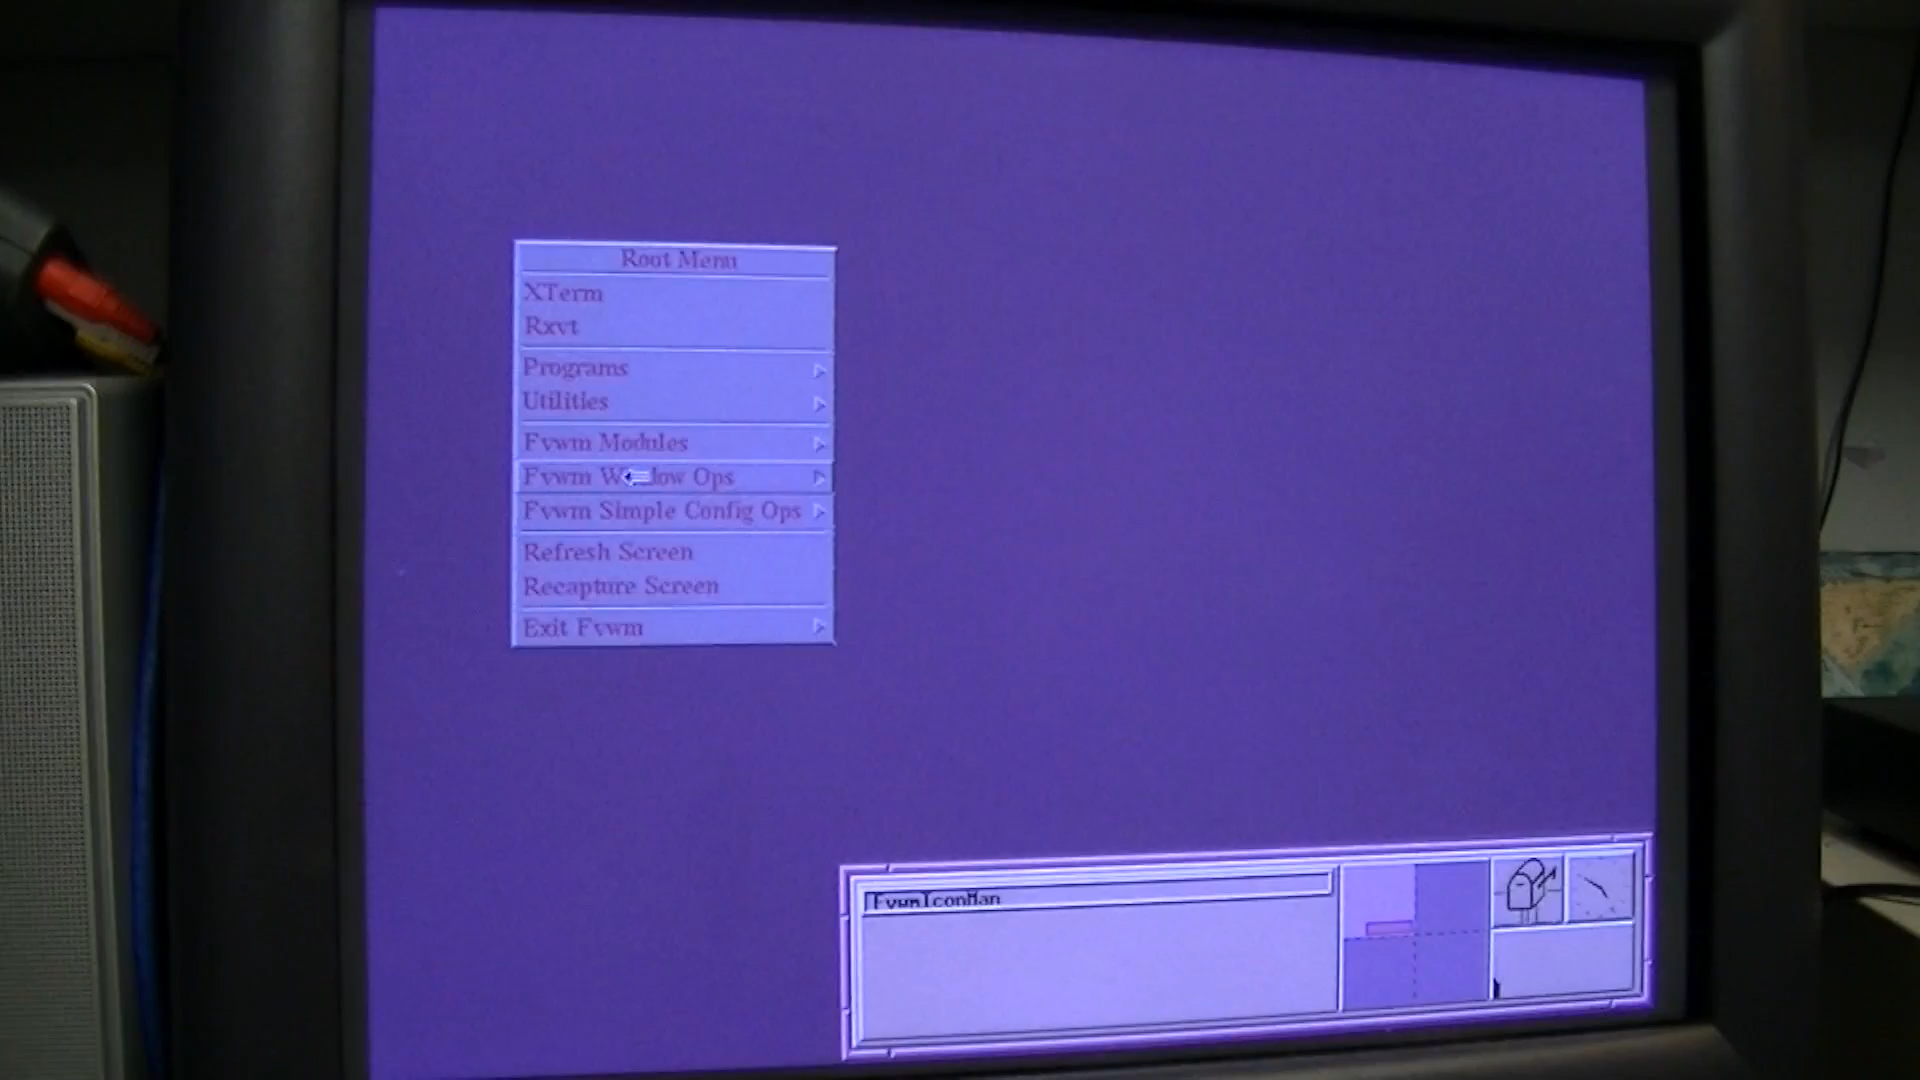 Root Menu
XTerm
Rxvt
Programs
Utilities
Fvwm Modules
Fvwm Window Ops
Fvwm Simple Config Ops
Refresh Screen
Recapture Screen
Exit Fvwm
FvwmIconMan